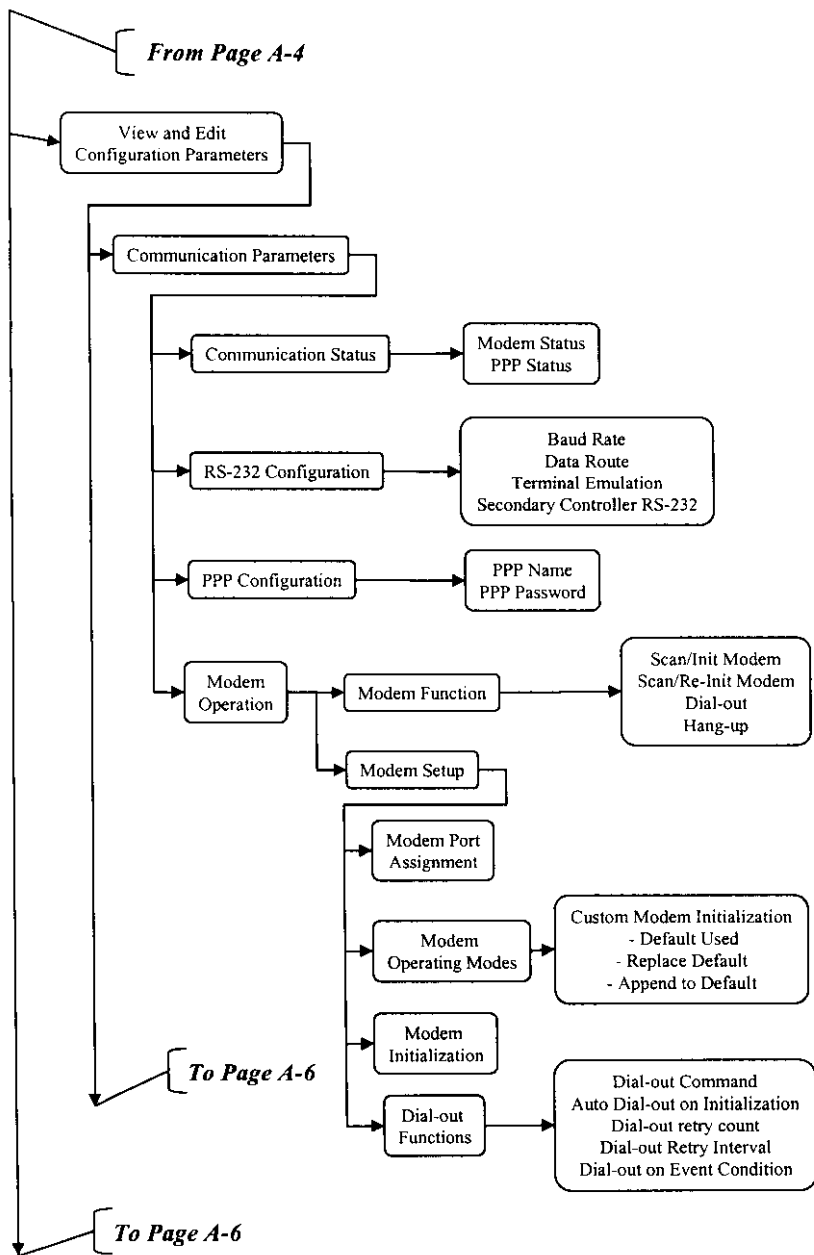 From Page A-4
View and Edit
Configuration Parameters
Communication Parameters
Communication Status
Modem Status
PPP Status
RS-232 Configuration
Baud Rate
Data Route
Terminal Emulation
Secondary Controller RS-232
PPP Configuration
PPP Name
PPP Password
Modem
Operation
Modem Function
Scan/Init Modem
Scan/Re-Init Modem
Dial-out
Hang-up
Modem Setup
Modem Port
Assignment
Modem
Operating Modes
Custom Modem Initialization
- Default Used
- Replace Default
- Append to Default
Modem
Initialization
To Page A-6
Dial-out
Functions
Dial-out Command
Auto Dial-out on Initialization
Dial-out retry count
Dial-out Retry Interval
Dial-out on Event Condition
To Page A-6